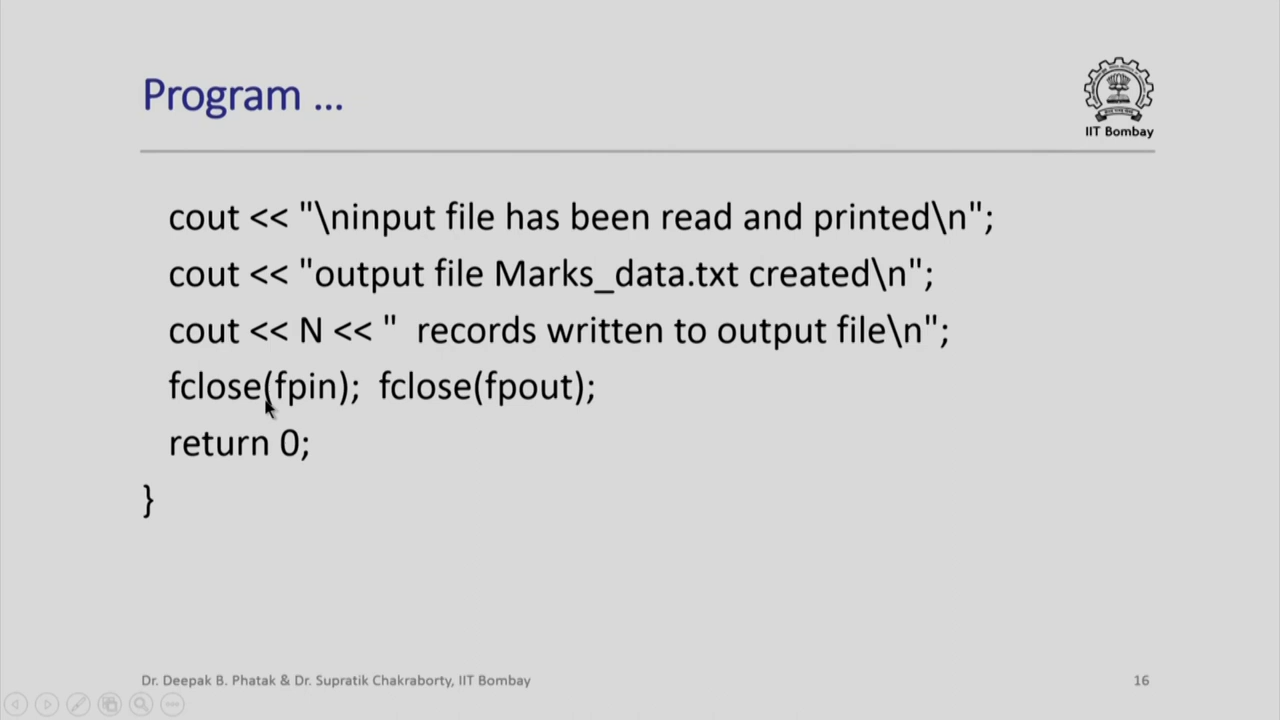 Program ...
IIT Bombay
cout << "\ninput file has been read and printed\n";
cout << "output file Marks_data.txt created\n";
cout << N << "  records written to output file\n";
fclose(fpin);  fclose(fpout);
return 0;
}
Dr. Deepak B. Phatak & Dr. Supratik Chakraborty, IIT Bombay
16